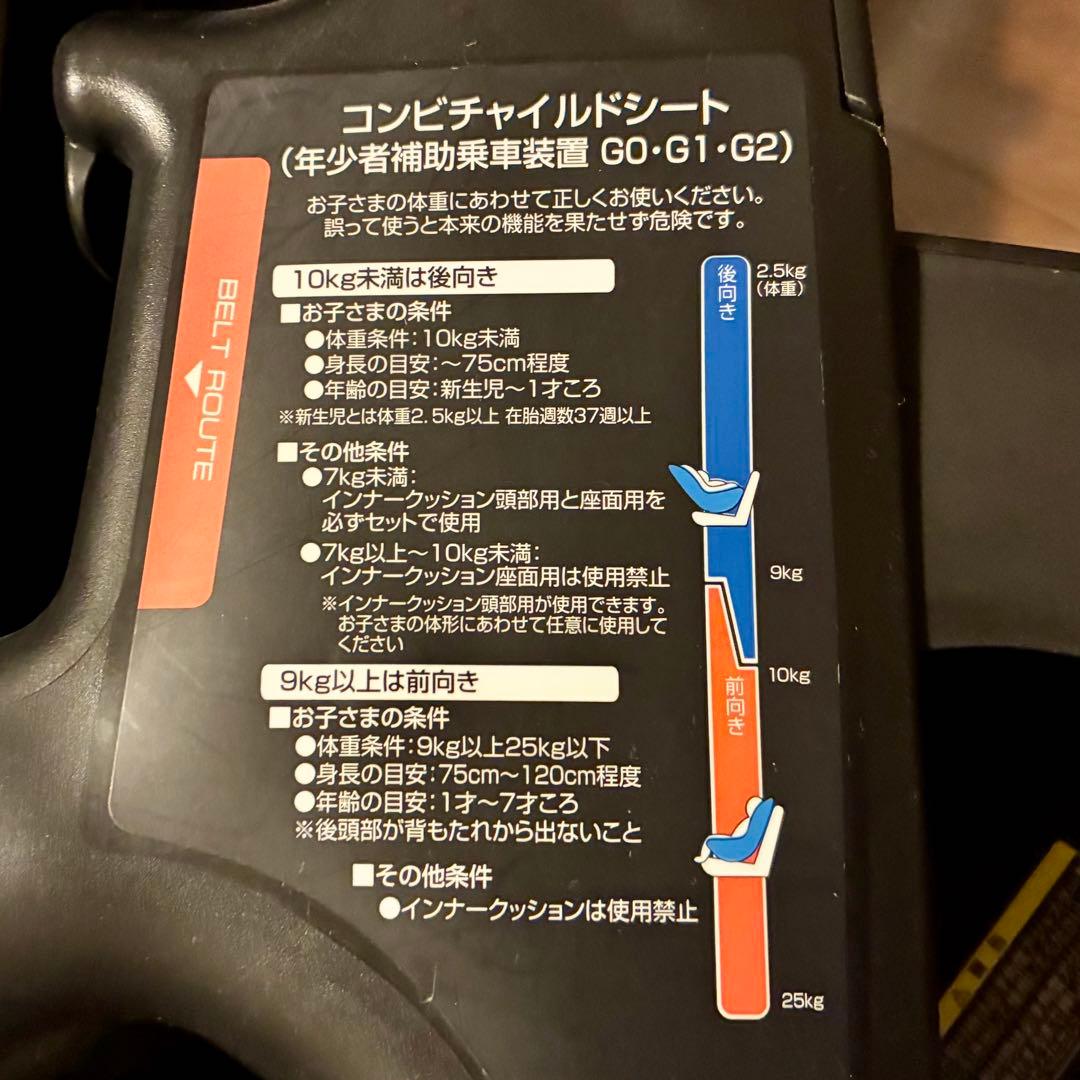 コンビチャイルドシート
(年少者補助乗車装置 G0・G1・G2)
お子さまの体重にあわせて正しくお使いください。
誤って使うと本来の機能を果たせず危険です。
BELT ROUTE
10kg未満は後向き
■お子さまの条件
●体重条件:10kg未満
●身長の目安:～75cm程度
●年齢の目安:新生児～1才ころ
※新生児とは体重2.5kg以上 在胎週数37週以上
■その他条件
●7kg未満:
インナークッション頭部用と座面用を
必ずセットで使用
●7kg以上～10kg未満:
インナークッション座面用は使用禁止
※インナークッション頭部用が使用できます。
お子さまの体形にあわせて任意に使用して
ください
9kg以上は前向き
■お子さまの条件
●体重条件:9kg以上25kg以下
●身長の目安:75cm～120cm程度
●年齢の目安:1才～7才ころ
※後頭部が背もたれから出ないこと
■その他条件
●インナークッションは使用禁止
後向き
2.5kg
(体重)
9kg
10kg
前向き
25kg